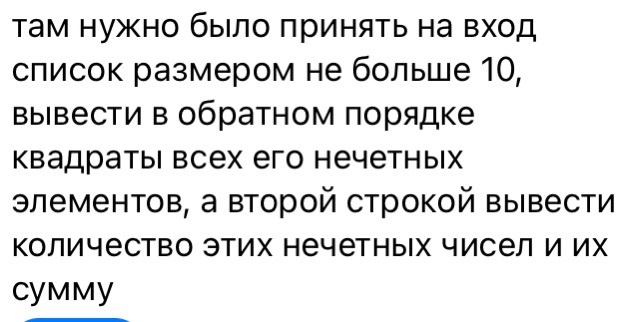 там нужно было принять на вход
список размером не больше 10,
вывести в обратном порядке
квадраты всех его нечетных
элементов, а второй строкой вывести
количество этих нечетных чисел и их
сумму